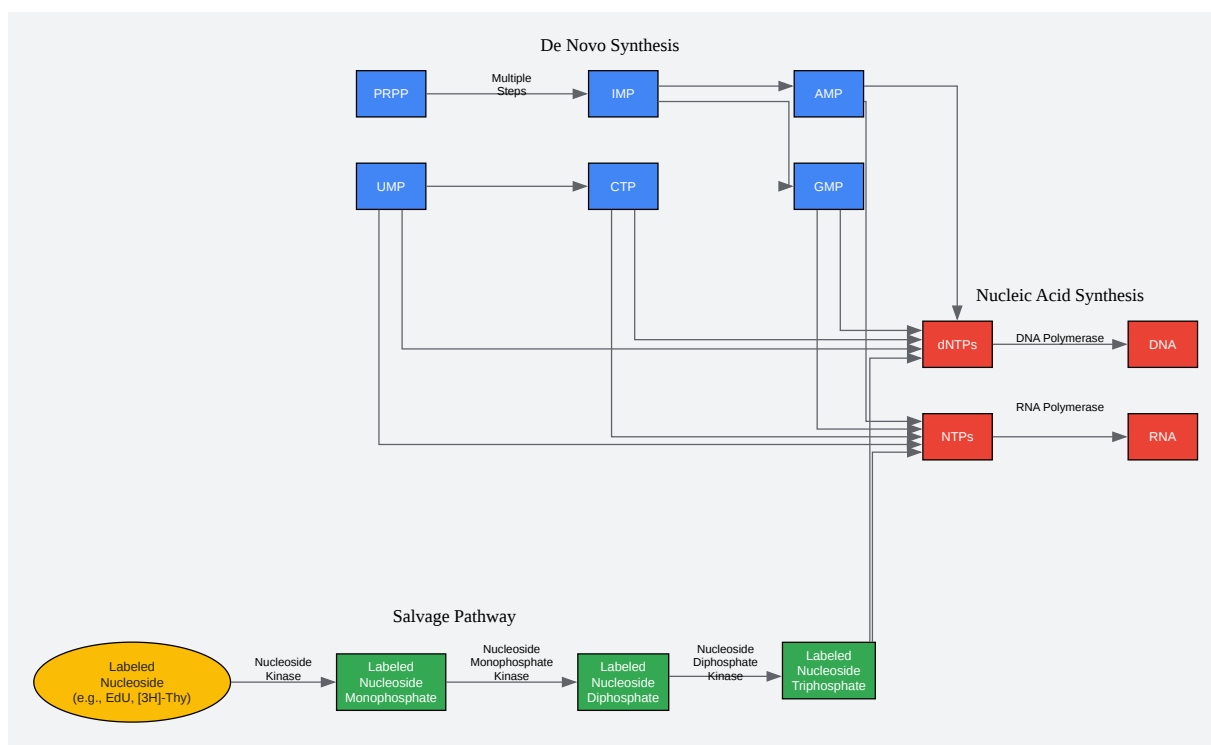 De Novo Synthesis
PRPP
Multiple
Steps
IMP
AMP
UMP
CTP
GMP
Nucleic Acid Synthesis
dNTPs
DNA Polymerase
DNA
NTPs
RNA Polymerase
RNA
Salvage Pathway
Labeled
Nucleoside
(e.g., EdU, [3H]-Thy)
Nucleoside
Kinase
Labeled
Nucleoside
Monophosphate
Nucleoside
Monophosphate
Kinase
Labeled
Nucleoside
Diphosphate
Nucleoside
Diphosphate
Kinase
Labeled
Nucleoside
Triphosphate